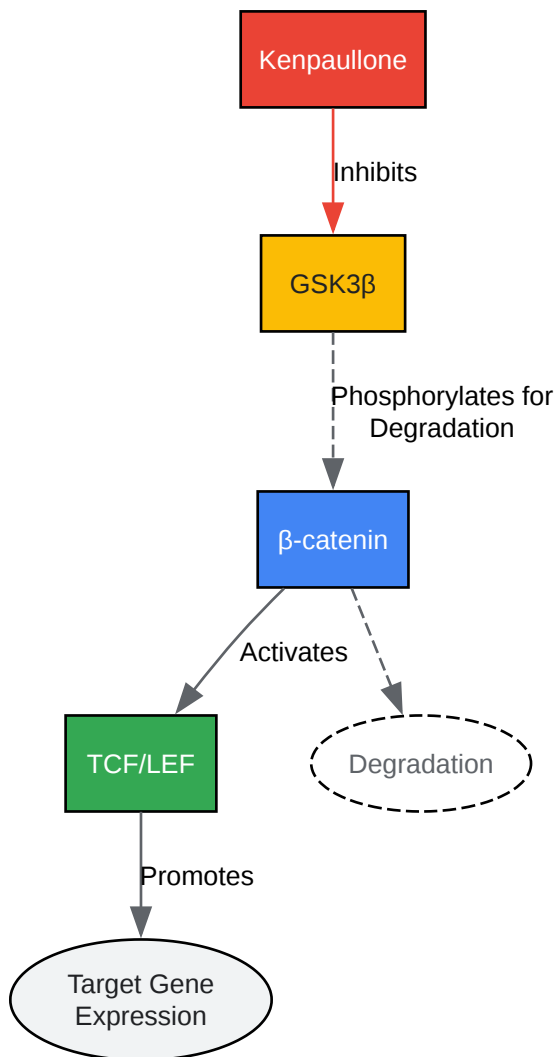 Kenpaullone
Inhibits
GSK3β
Phosphorylates for
Degradation
β-catenin
Activates
TCF/LEF
Degradation
Promotes
Target Gene
Expression